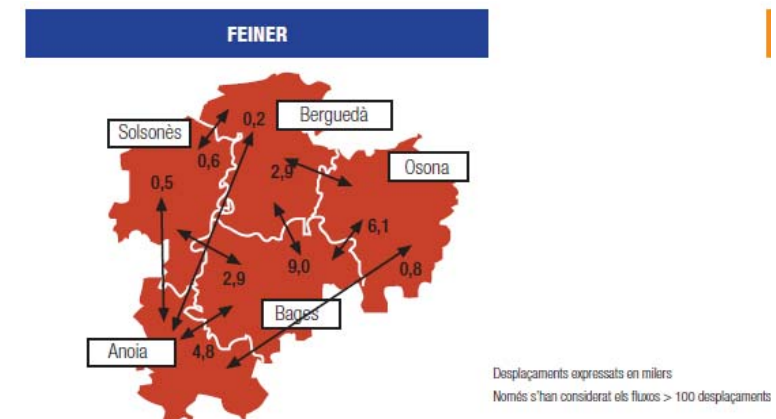 FEINER
Berguedà
0,2
Solsonès
0,6
2,9
Osona
0,5
6,1
9,0
0,8
2,9
Bages
Anoia
4,8
Desplaçaments expressats en milers
Només s'han considerat els fluxos > 100 desplaçaments